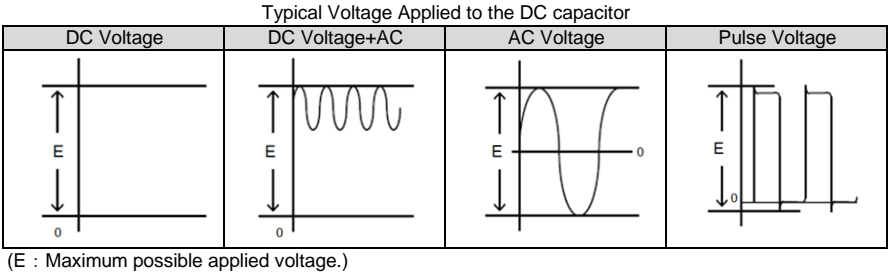 Typical Voltage Applied to the DC capacitor
DC Voltage DC Voltage+AC AC Voltage Pulse Voltage
E E E E
0 0 0 0
(E：Maximum possible applied voltage.)